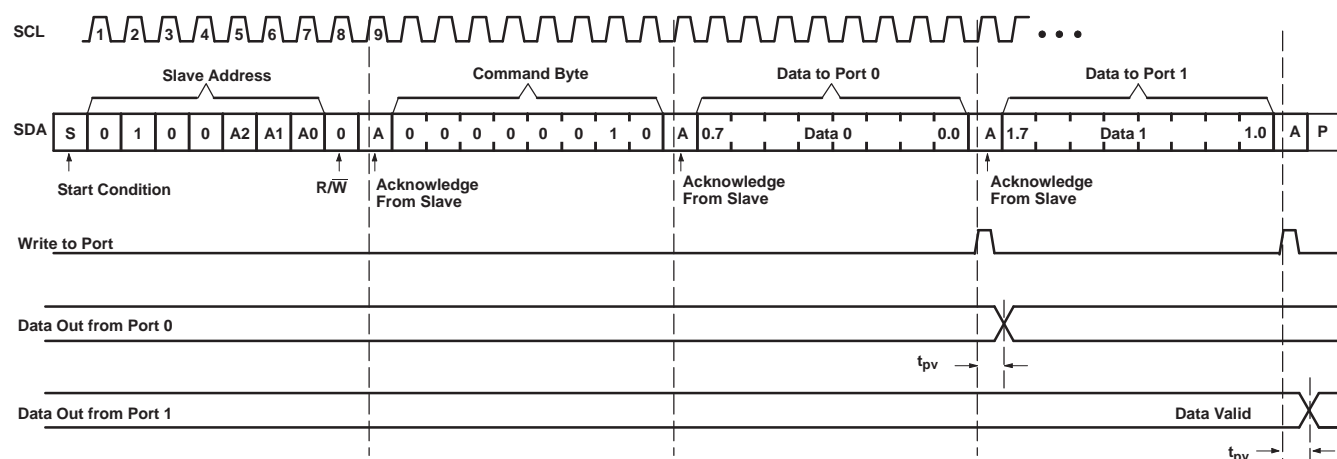 SCL 1 2 3 4 5 6 7 8 9 • • •
Slave Address Command Byte Data to Port 0 Data to Port 1
SDA S 0 1 0 0 A2 A1 A0 0 A 0 0 0 0 0 0 1 0 A 0.7 Data 0 0.0 A 1.7 Data 1 1.0 A P
Start Condition R/W̅ Acknowledge From Slave Acknowledge From Slave Acknowledge From Slave
Write to Port
Data Out from Port 0
tpv
Data Out from Port 1 Data Valid
tpv